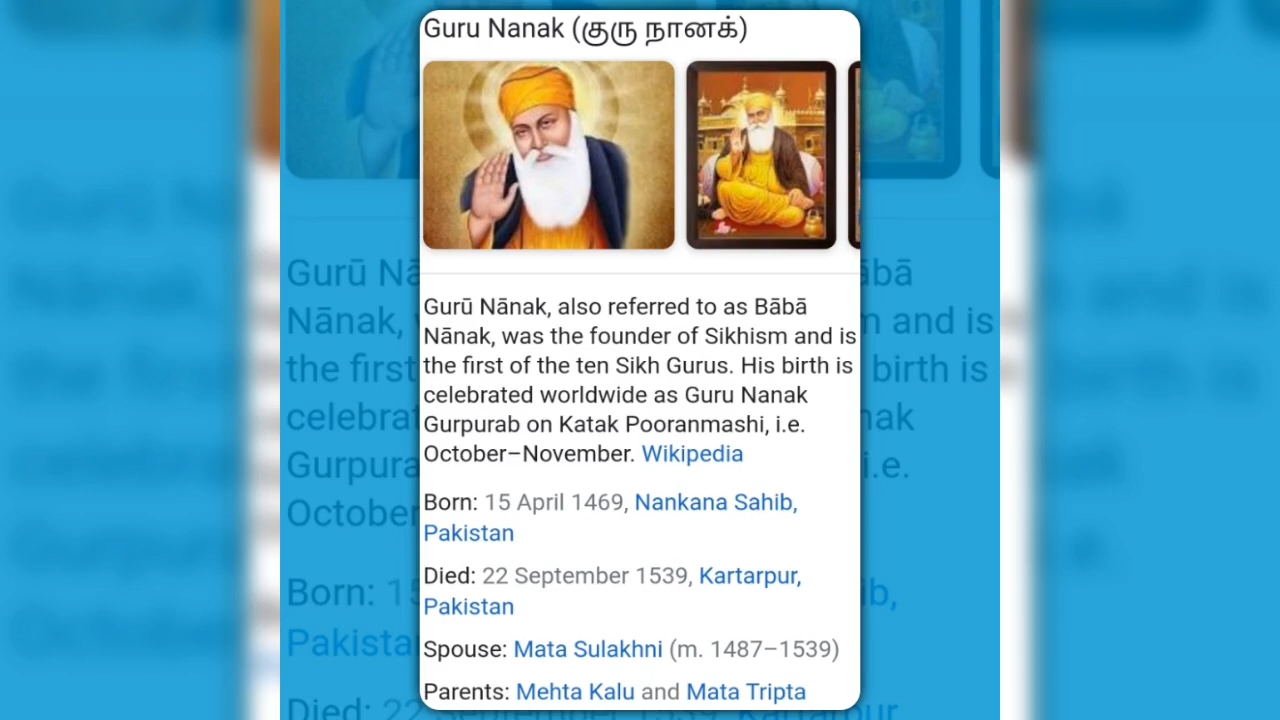 Guru Nanak (குரு நானக்)
Gurū Nānak, also referred to as Bābā
Nānak, was the founder of Sikhism and is
the first of the ten Sikh Gurus. His birth is
celebrated worldwide as Guru Nanak
Gurpurab on Katak Pooranmashi, i.e.
October–November. Wikipedia
Born: 15 April 1469, Nankana Sahib,
Pakistan
Died: 22 September 1539, Kartarpur,
Pakistan
Spouse: Mata Sulakhni (m. 1487–1539)
Parents: Mehta Kalu and Mata Tripta